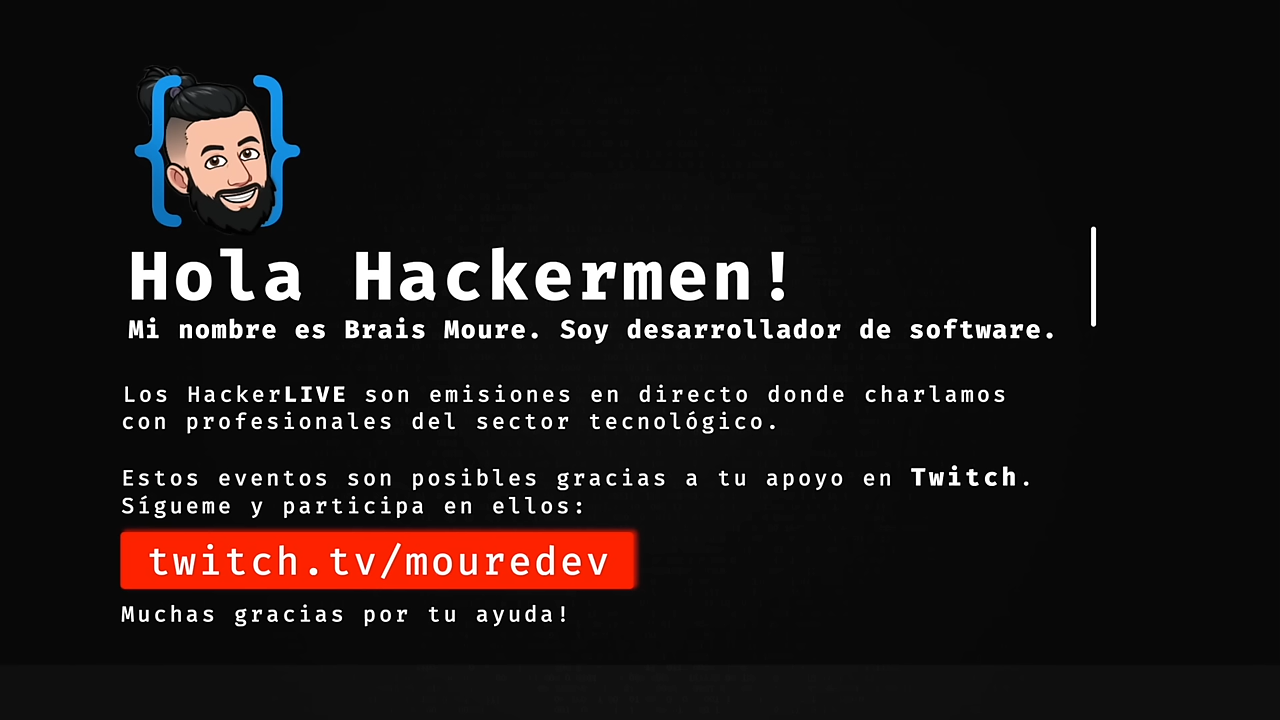 Hola Hackermen!
Mi nombre es Brais Moure. Soy desarrollador de software.
Los HackerLIVE son emisiones en directo donde charlamos
con profesionales del sector tecnológico.
Estos eventos son posibles gracias a tu apoyo en Twitch.
Sígueme y participa en ellos:
twitch.tv/mouredev
Muchas gracias por tu ayuda!